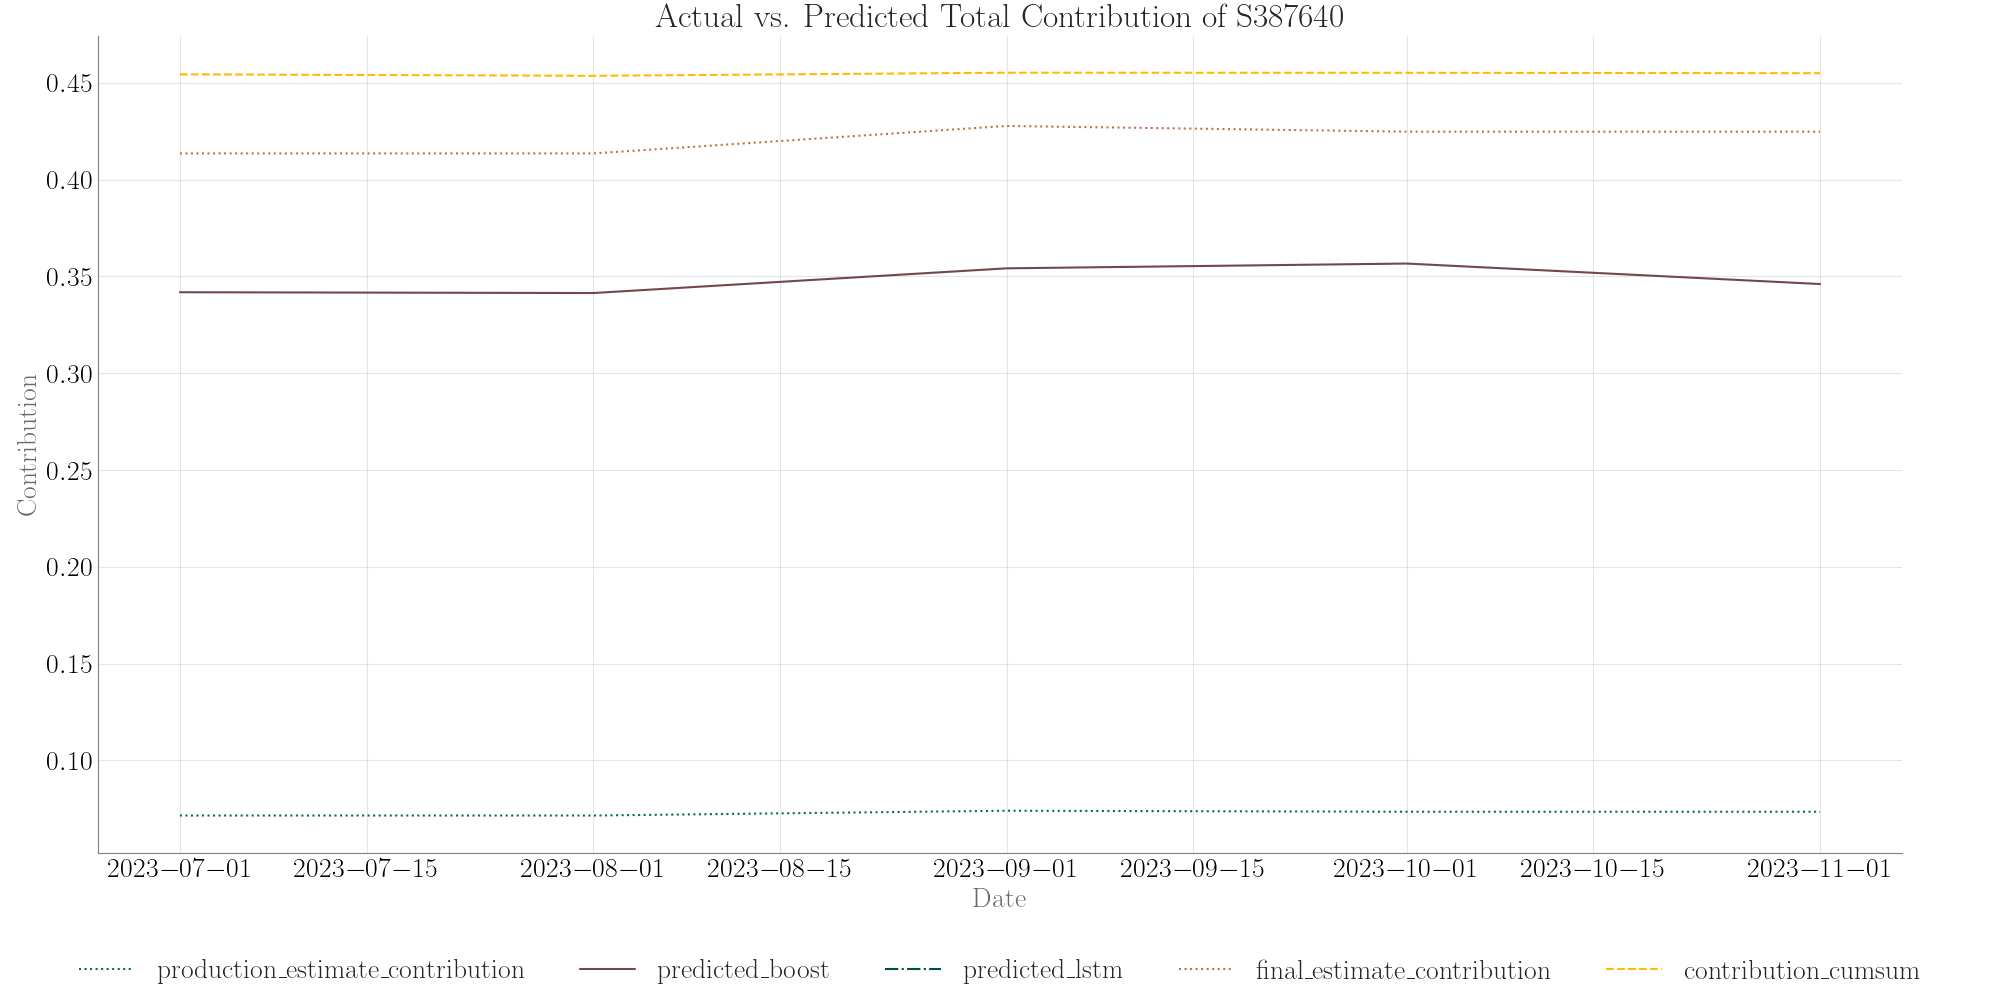 Actual vs. Predicted Total Contribution of S387640
0.45
0.40
0.35
0.30
0.25
0.20
0.15
0.10
Contribution
2023−07−01 2023−07−15 2023−08−01 2023−08−15 2023−09−01 2023−09−15 2023−10−01 2023−10−15 2023−11−01
Date
production_estimate_contribution predicted_boost predicted_lstm final_estimate_contribution contribution_cumsum